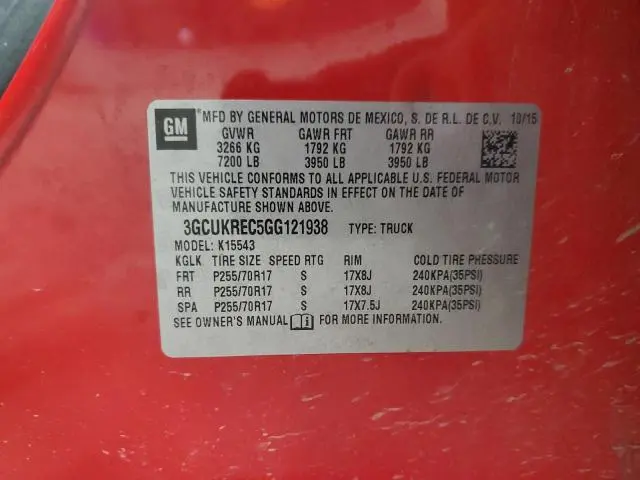 GM MFD BY GENERAL MOTORS DE MEXICO, S. DE R.L. DE C.V. 10/15
GVWR GAWR FRT GAWR RR
3266 KG 1792 KG 1792 KG
7200 LB 3950 LB 3950 LB
THIS VEHICLE CONFORMS TO ALL APPLICABLE U.S. FEDERAL MOTOR
VEHICLE SAFETY STANDARDS IN EFFECT ON THE DATE OF
MANUFACTURE SHOWN ABOVE.
3GCUKREC5GG121938 TYPE: TRUCK
MODEL: K15543
KGLK TIRE SIZE SPEED RTG RIM COLD TIRE PRESSURE
FRT P255/70R17 S 17X8J 240KPA(35PSI)
RR P255/70R17 S 17X8J 240KPA(35PSI)
SPA P255/70R17 S 17X7.5J 240KPA(35PSI)
SEE OWNER'S MANUAL FOR MORE INFORMATION.